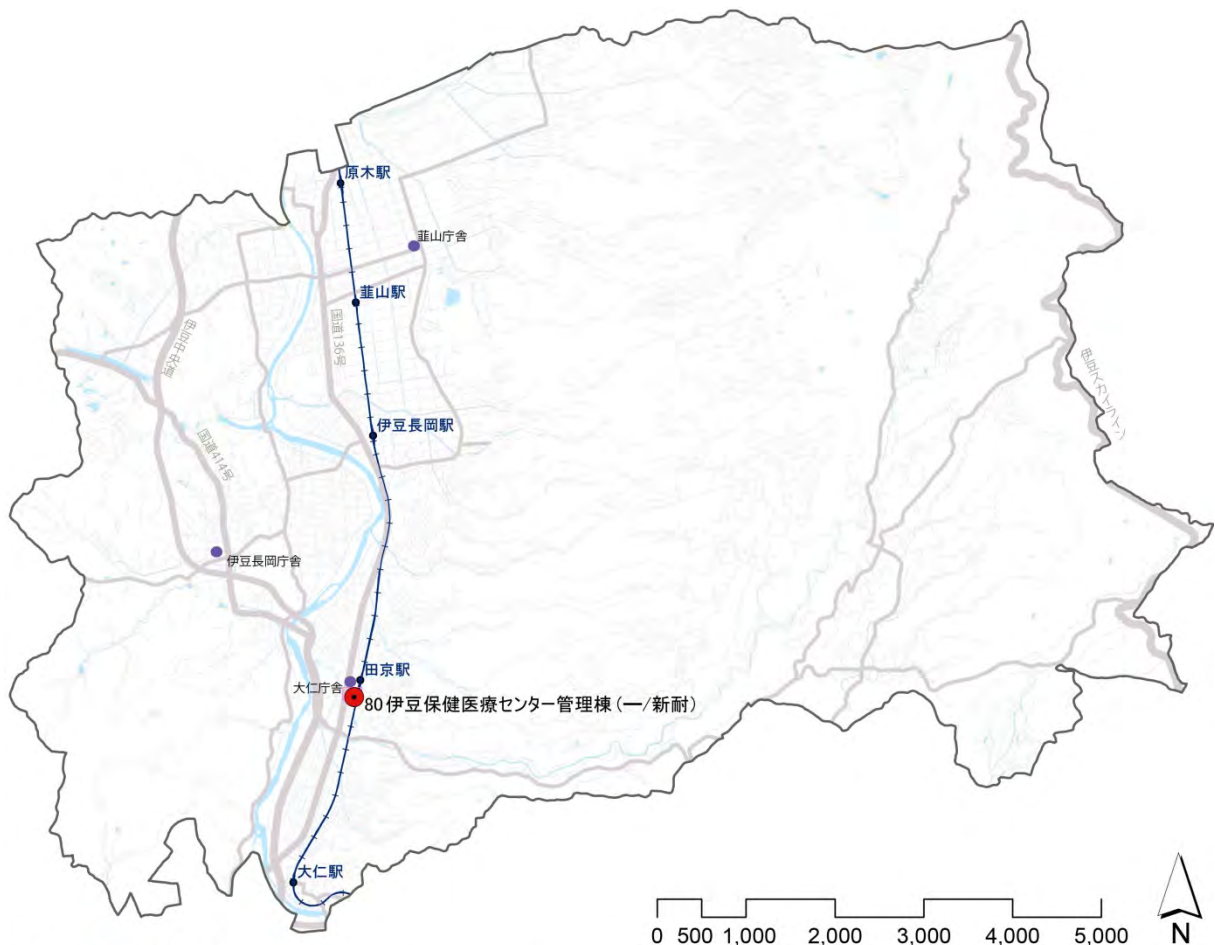 原木駅
韮山庁舎
韮山駅
国道136号
伊豆中央道
伊豆スカイライン
伊豆長岡駅
国道414号
伊豆長岡庁舎
田京駅
大仁庁舎
80 伊豆保健医療センター管理棟(―/新耐)
大仁駅
0 500 1,000 2,000 3,000 4,000 5,000
N